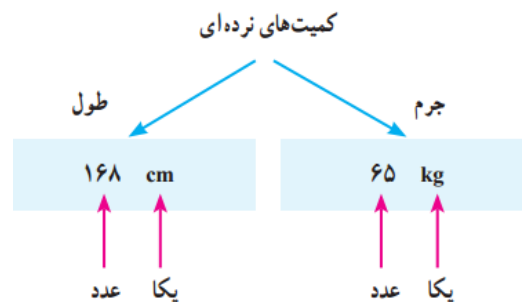 کمیت‌های نرده‌ای
جرم
طول
۶۵ kg
۱۶۸ cm
یکا
عدد
یکا
عدد